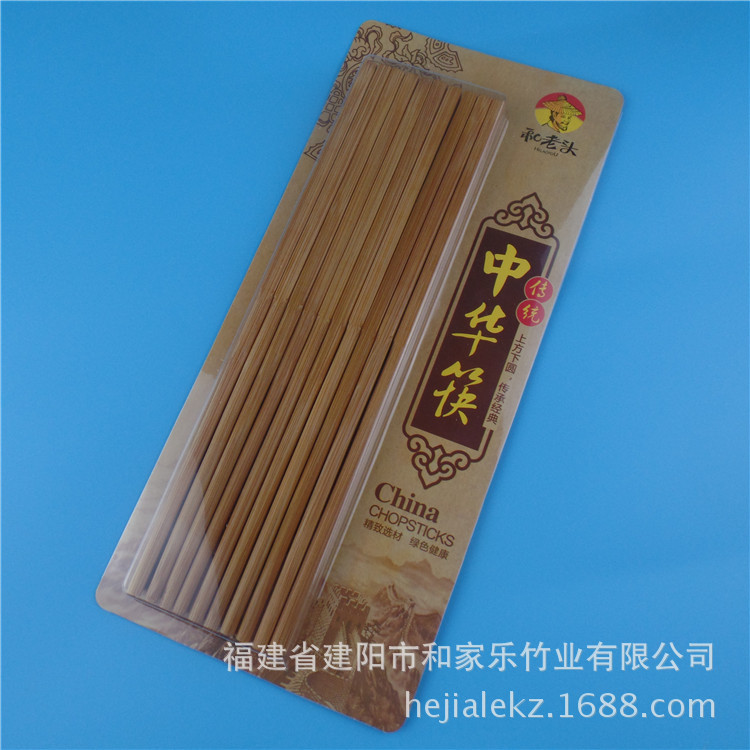 和老头
传统
中华筷
上方下圆,传承经典
China
CHOPSTICKS
精致选材 绿色健康
福建省建阳市和家乐竹业有限公司
hejialekz.1688.com